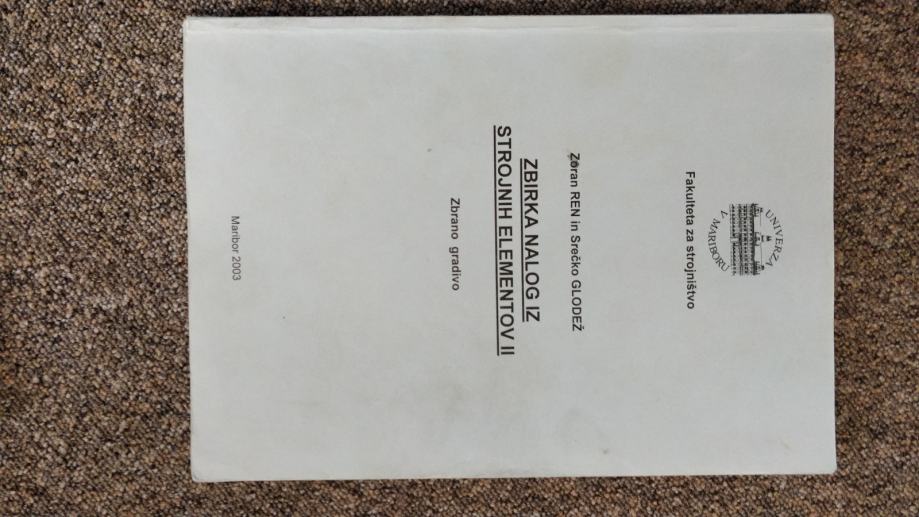 UNIVERZA
V MARIBORU
Fakulteta za strojništvo
Zoran REN in Srečko GLODEŽ
ZBIRKA NALOG IZ
STROJNIH ELEMENTOV II
Zbrano gradivo
Maribor 2003